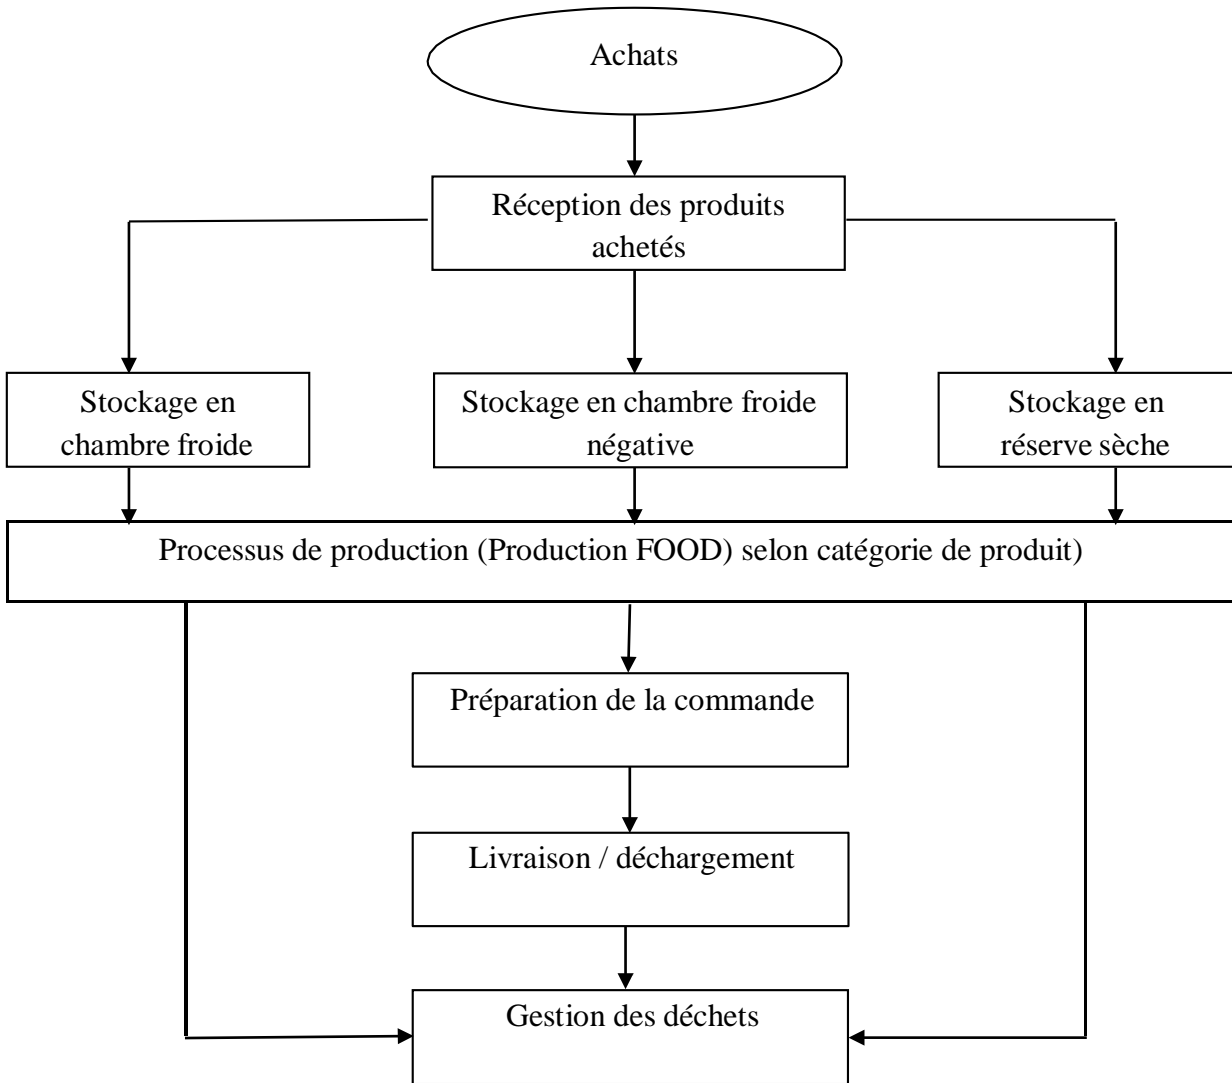 Achats
Réception des produits
achetés
Stockage en
chambre froide
Stockage en chambre froide
négative
Stockage en
réserve sèche
Processus de production (Production FOOD) selon catégorie de produit)
Préparation de la commande
Livraison / déchargement
Gestion des déchets